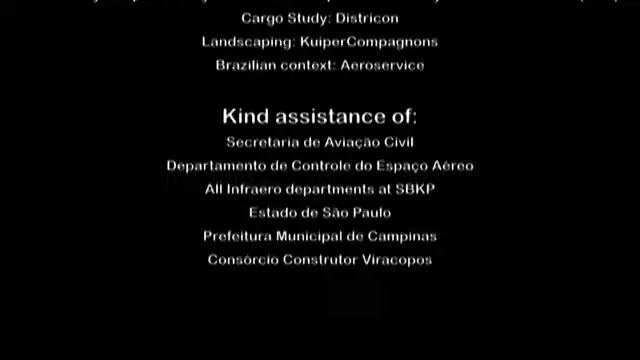 Cargo Study: Districon
Landscaping: KuiperCompagnons
Brazilian context: Aeroservice
Kind assistance of:
Secretaria de Aviação Civil
Departamento de Controle do Espaço Aéreo
All Infraero departments at SBKP
Estado de São Paulo
Prefeitura Municipal de Campinas
Consórcio Construtor Viracopos